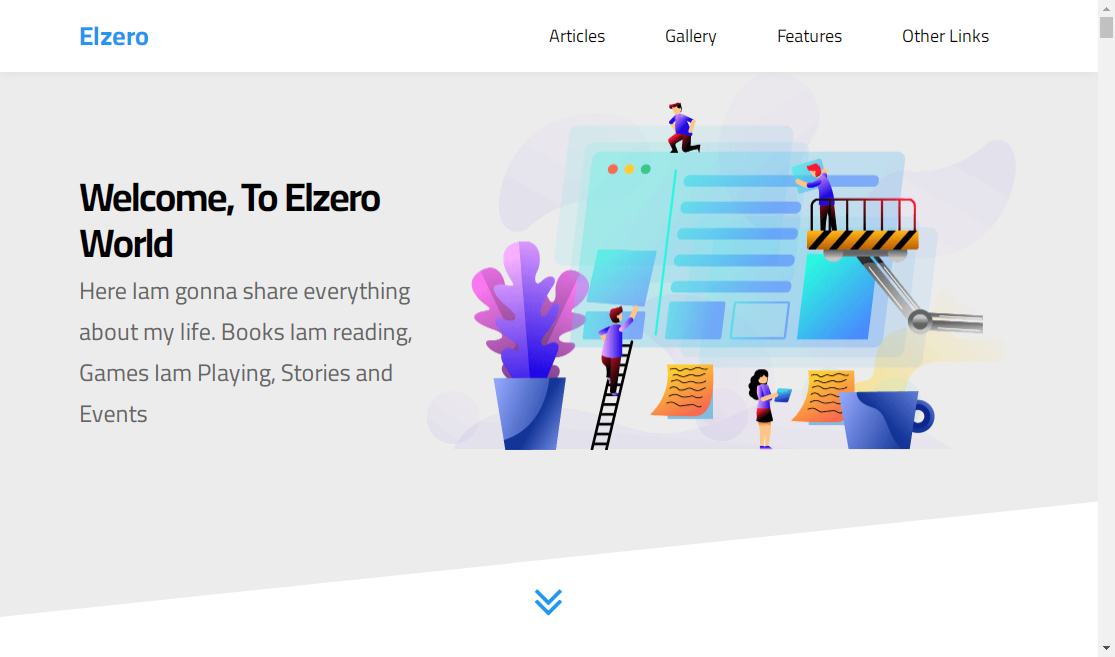 Elzero
Articles
Gallery
Features
Other Links
Welcome, To Elzero
World
Here Iam gonna share everything
about my life. Books Iam reading,
Games Iam Playing, Stories and
Events